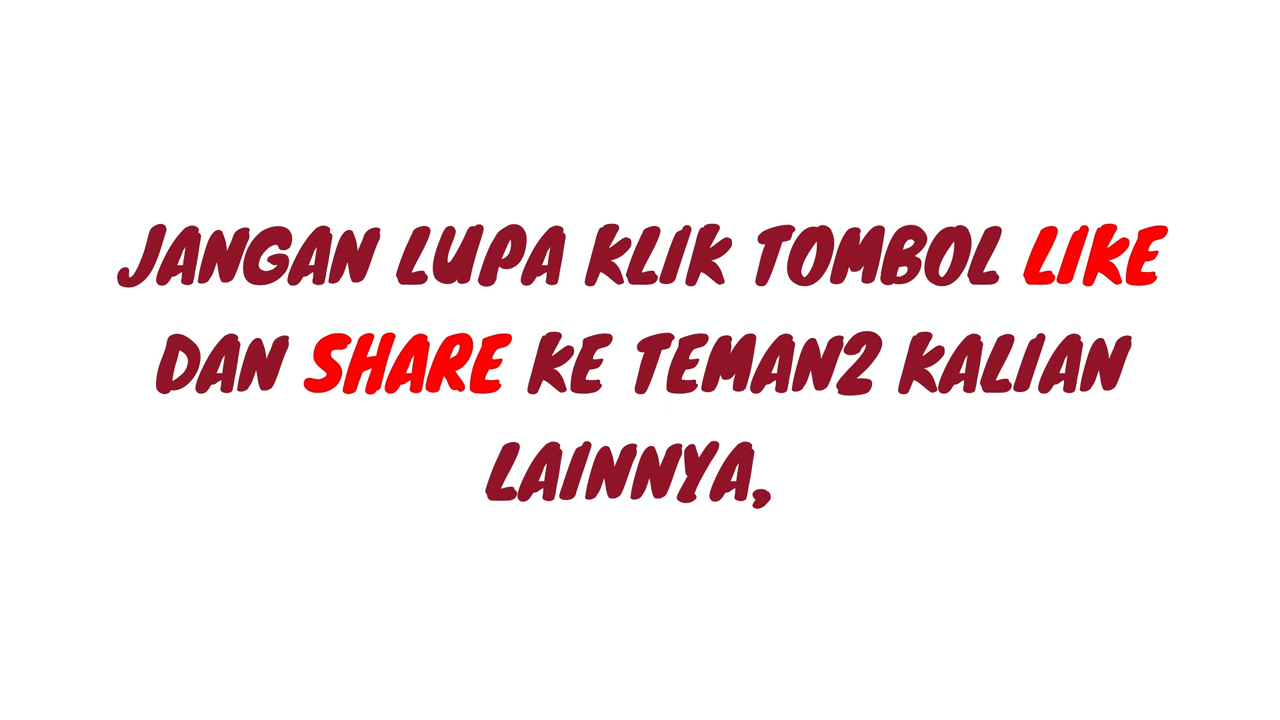 JANGAN LUPA KLIK TOMBOL LIKE
DAN SHARE KE TEMAN2 KALIAN
LAINNYA,